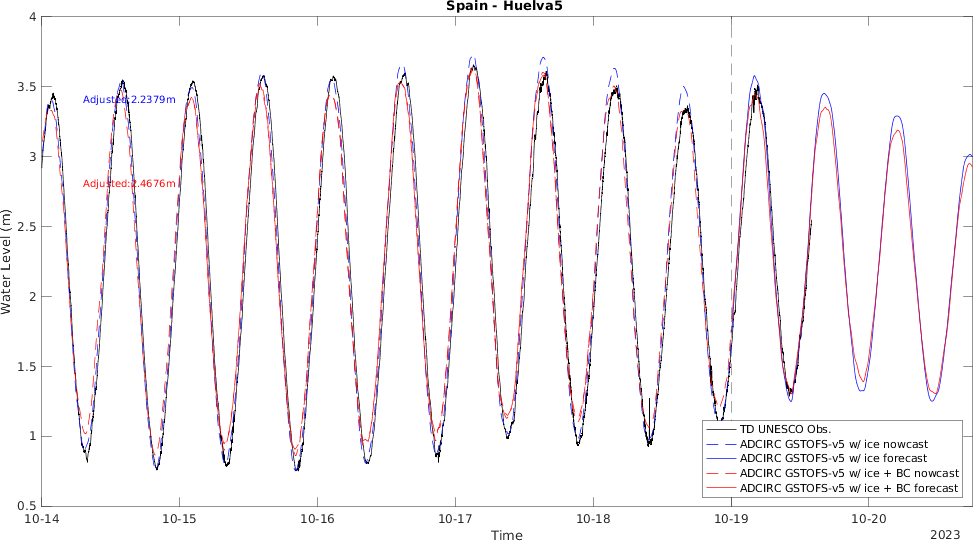 Spain - Huelva5
4
3.5
3
2.5
2
1.5
1
0.5
Water Level (m)
Adjusted:2.2379m
Adjusted:2.4676m
TD UNESCO Obs.
ADCIRC GSTOFS-v5 w/ ice nowcast
ADCIRC GSTOFS-v5 w/ ice forecast
ADCIRC GSTOFS-v5 w/ ice + BC nowcast
ADCIRC GSTOFS-v5 w/ ice + BC forecast
10-14 10-15 10-16 10-17 10-18 10-19 10-20
Time
2023